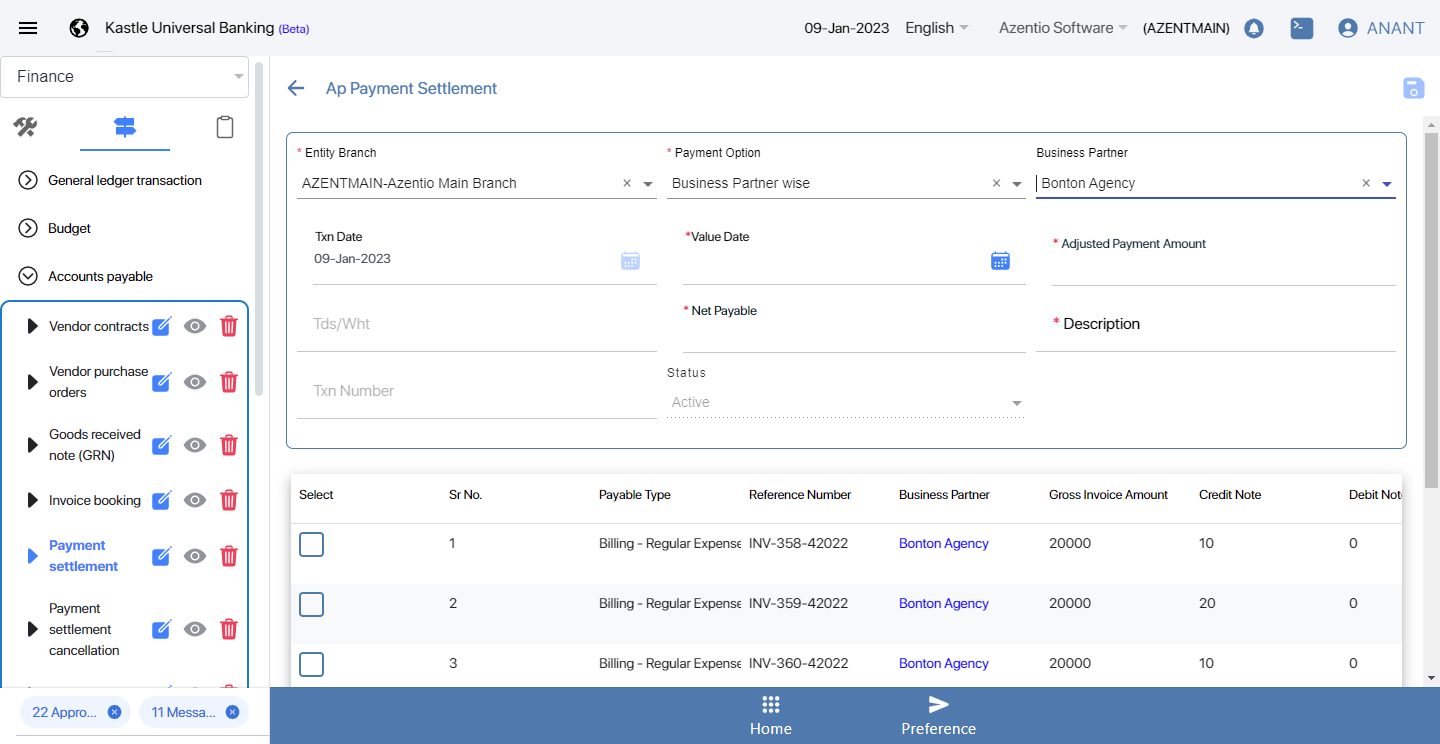 Kastle Universal Banking (Beta)
09-Jan-2023 English Azentio Software (AZENTMAIN) ANANT
Finance
General ledger transaction
Budget
Accounts payable
Vendor contracts
Vendor purchase
orders
Goods received
note (GRN)
Invoice booking
Payment
settlement
Payment
settlement
cancellation
22 Appro...
11 Messa...
Ap Payment Settlement
* Entity Branch * Payment Option Business Partner
AZENTMAIN-Azentio Main Branch Business Partner wise Bonton Agency
Txn Date *Value Date * Adjusted Payment Amount
09-Jan-2023
Tds/Wht * Net Payable * Description
Txn Number Status
Active
Select Sr No. Payable Type Reference Number Business Partner Gross Invoice Amount Credit Note Debit Not
1 Billing - Regular Expense INV-358-42022 Bonton Agency 20000 10 0
2 Billing - Regular Expense INV-359-42022 Bonton Agency 20000 20 0
3 Billing - Regular Expense INV-360-42022 Bonton Agency 20000 10 0
Home Preference